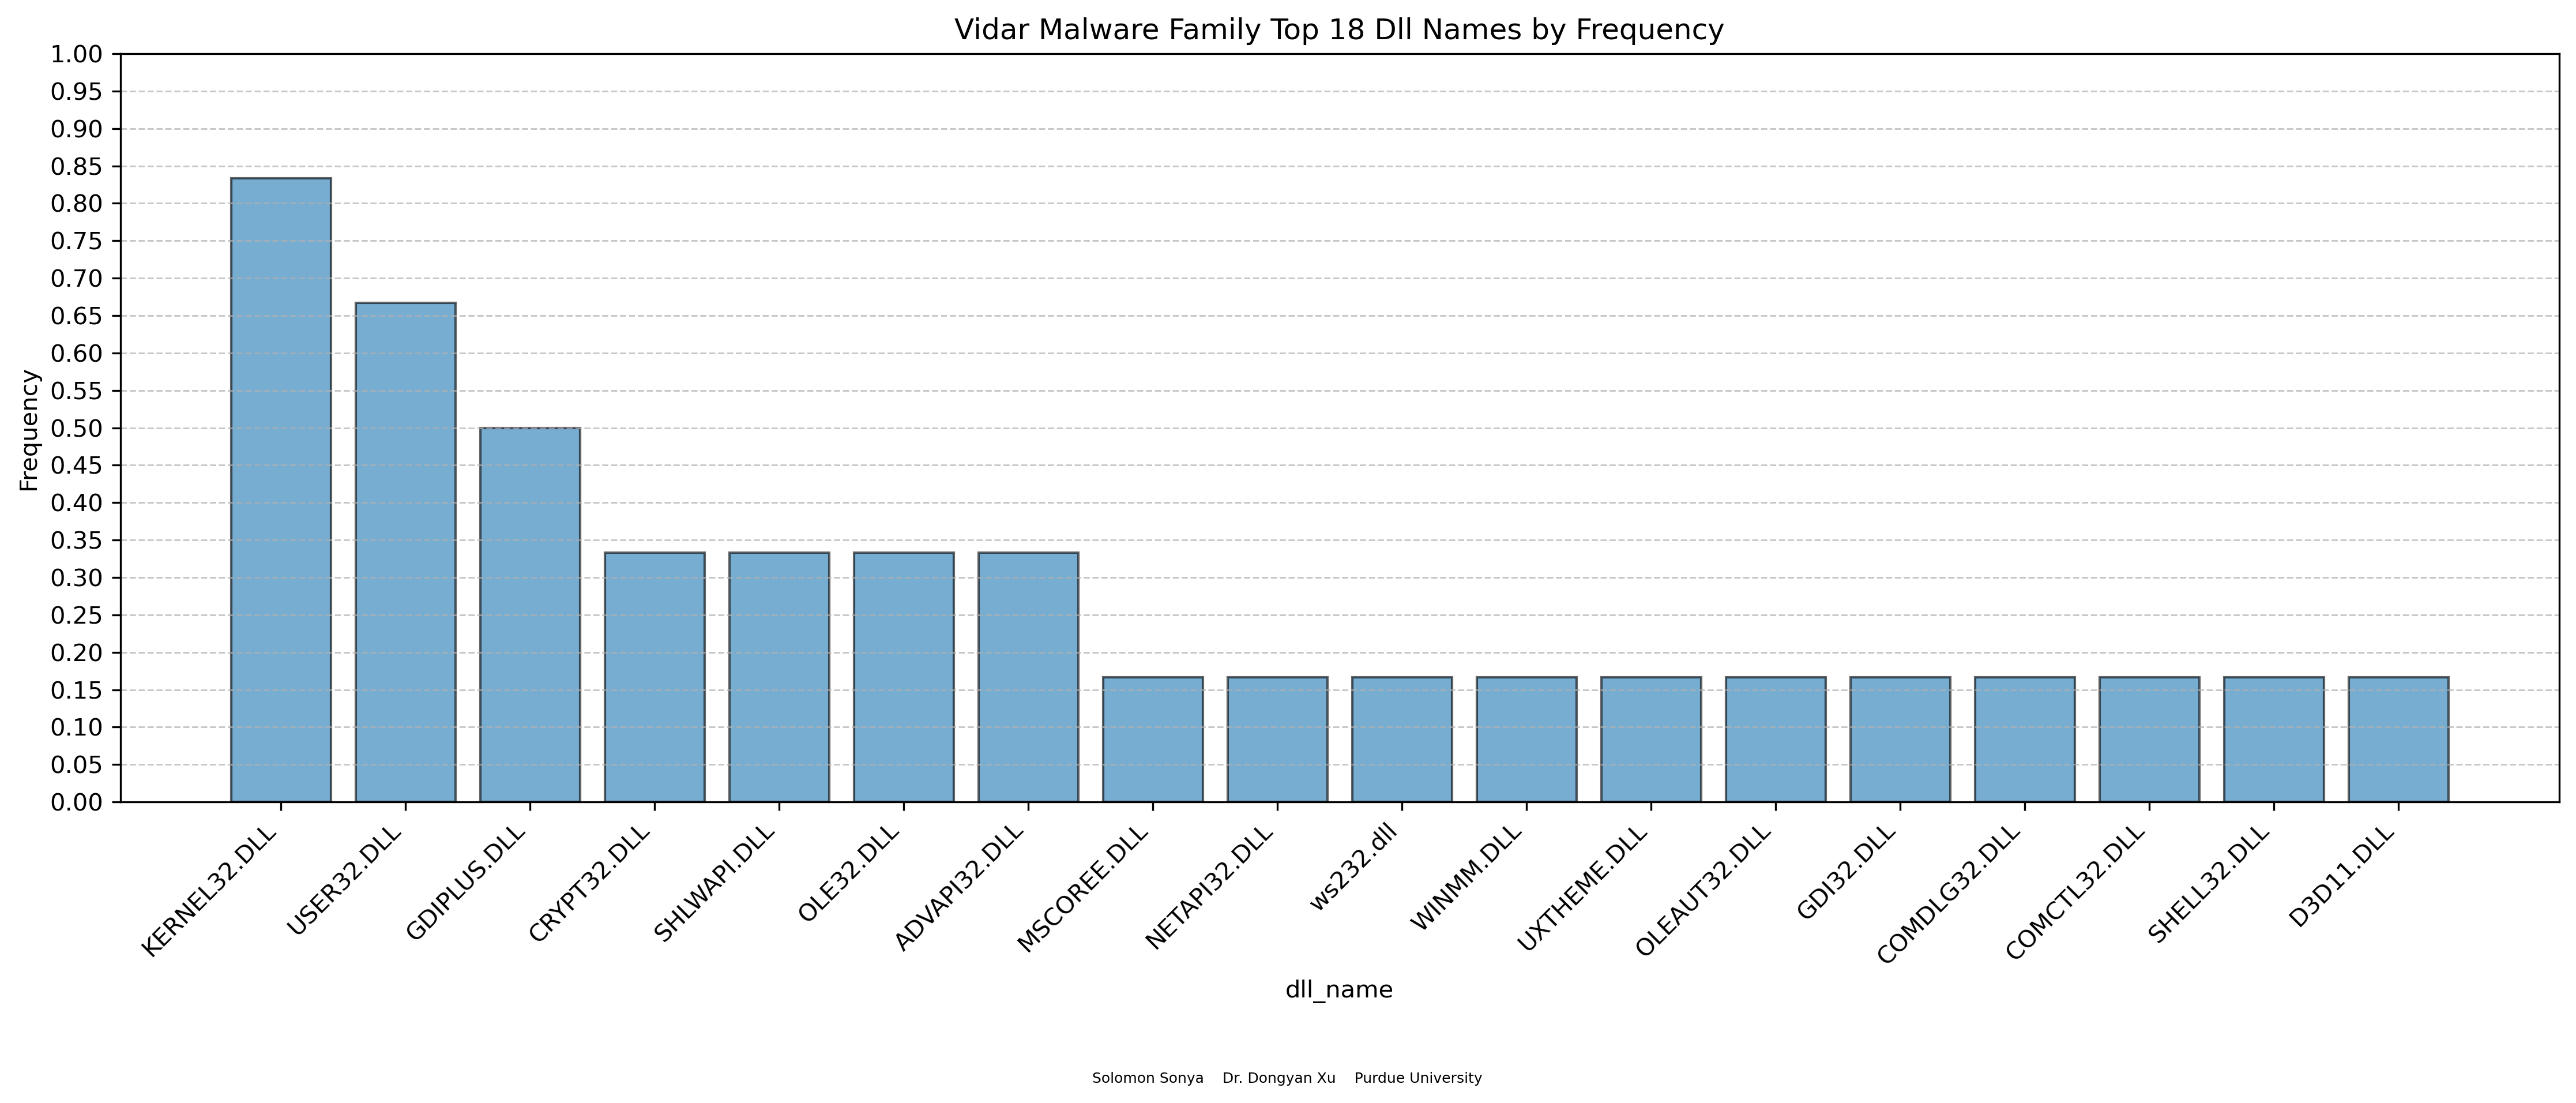 Vidar Malware Family Top 18 Dll Names by Frequency
1.00
0.95
0.90
0.85
0.80
0.75
0.70
0.65
0.60
0.55
0.50
0.45
0.40
0.35
0.30
0.25
0.20
0.15
0.10
0.05
0.00
Frequency
KERNEL32.DLL
USER32.DLL
GDIPLUS.DLL
CRYPT32.DLL
SHLWAPI.DLL
OLE32.DLL
ADVAPI32.DLL
MSCOREE.DLL
NETAPI32.DLL
ws232.dll
WINMM.DLL
UXTHEME.DLL
OLEAUT32.DLL
GDI32.DLL
COMDLG32.DLL
COMCTL32.DLL
SHELL32.DLL
D3D11.DLL
dll_name
Solomon Sonya Dr. Dongyan Xu Purdue University